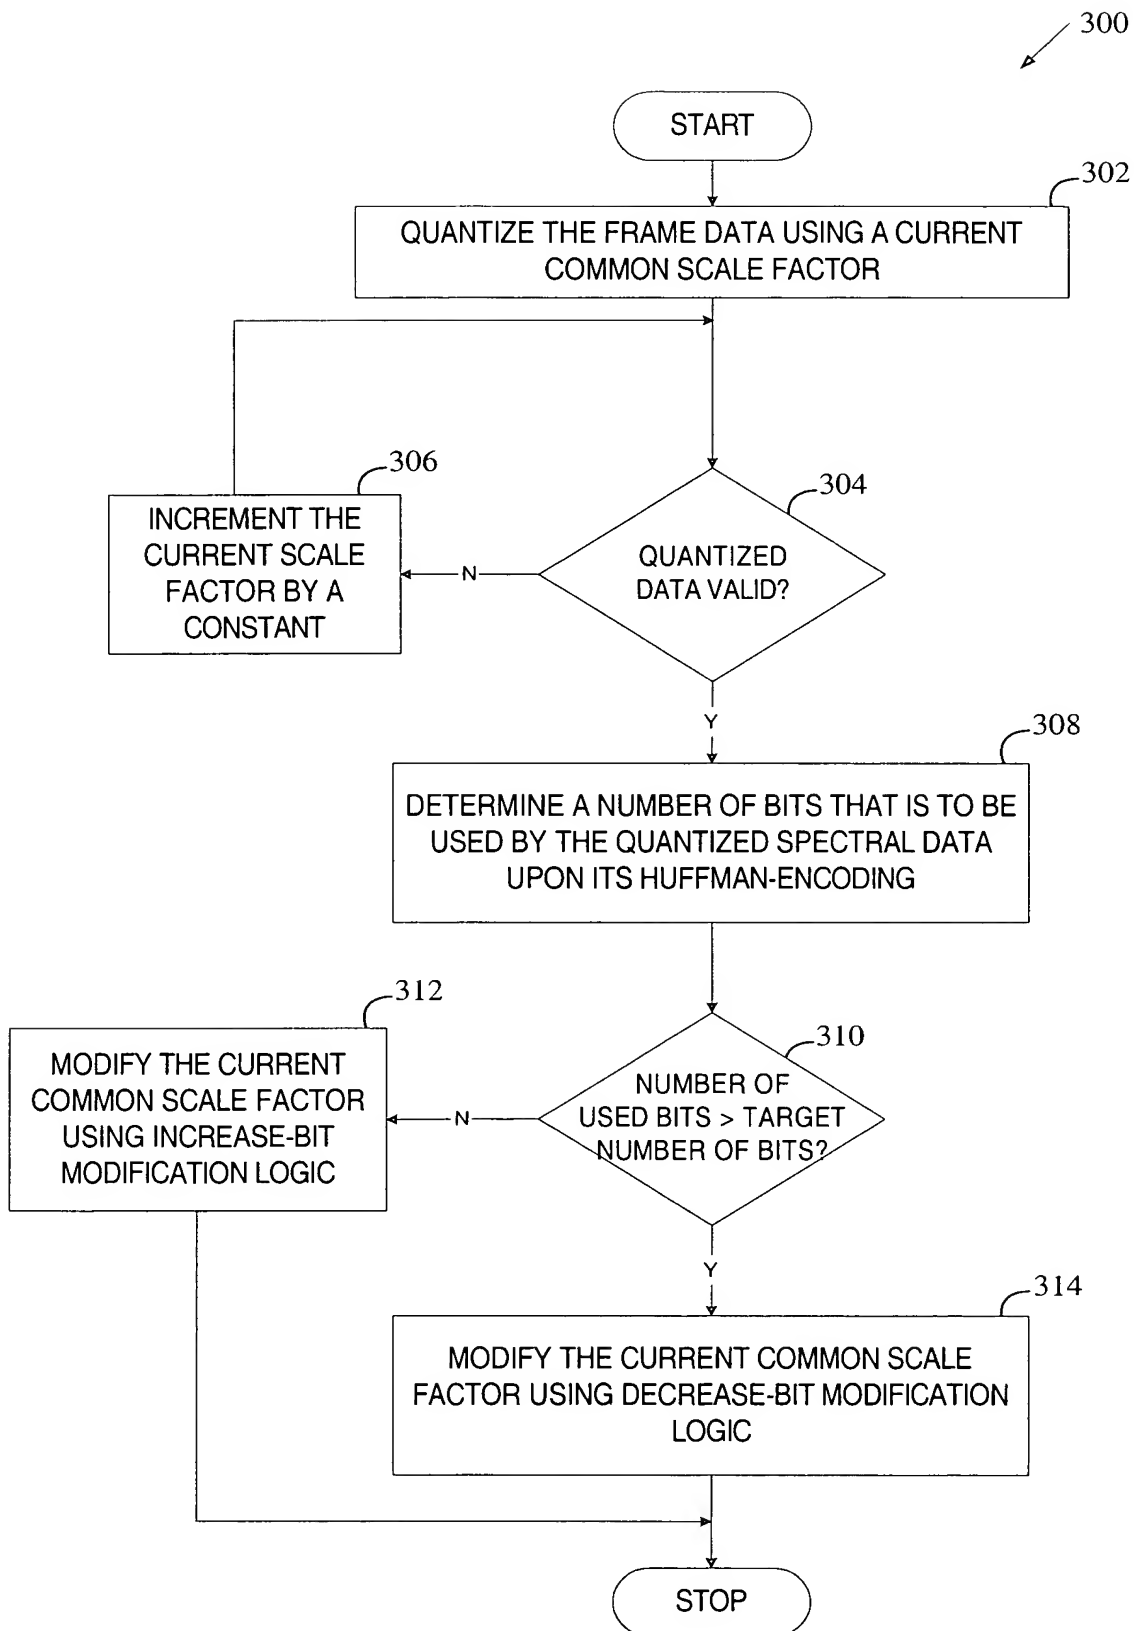 300
START
302
QUANTIZE THE FRAME DATA USING A CURRENT
COMMON SCALE FACTOR
306
INCREMENT THE
CURRENT SCALE
FACTOR BY A
CONSTANT
N
304
QUANTIZED
DATA VALID?
Y
308
DETERMINE A NUMBER OF BITS THAT IS TO BE
USED BY THE QUANTIZED SPECTRAL DATA
UPON ITS HUFFMAN-ENCODING
312
MODIFY THE CURRENT
COMMON SCALE FACTOR
USING INCREASE-BIT
MODIFICATION LOGIC
N
310
NUMBER OF
USED BITS > TARGET
NUMBER OF BITS?
Y
314
MODIFY THE CURRENT COMMON SCALE
FACTOR USING DECREASE-BIT MODIFICATION
LOGIC
STOP